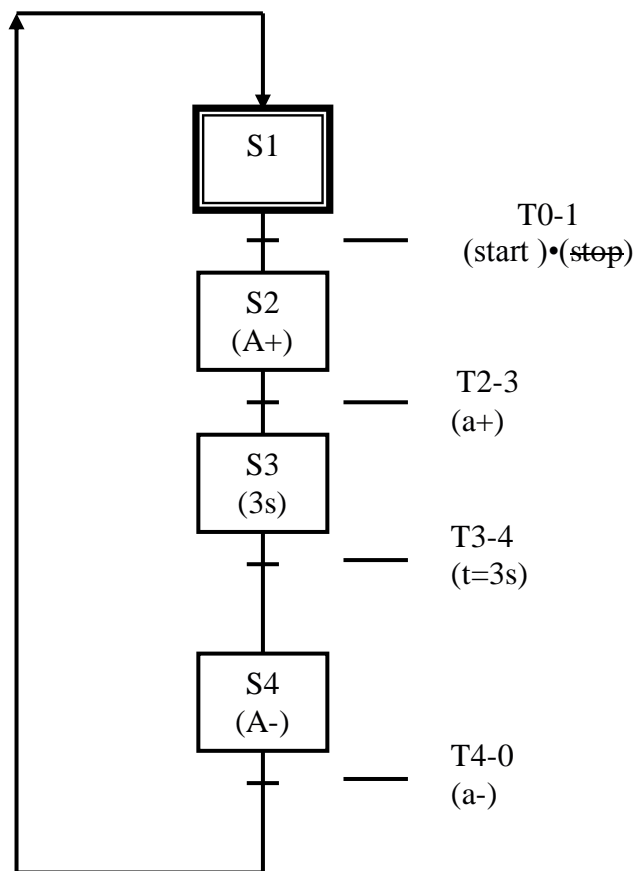 S1
T0-1
(start )•(stop)
S2
(A+)
T2-3
(a+)
S3
(3s)
T3-4
(t=3s)
S4
(A-)
T4-0
(a-)